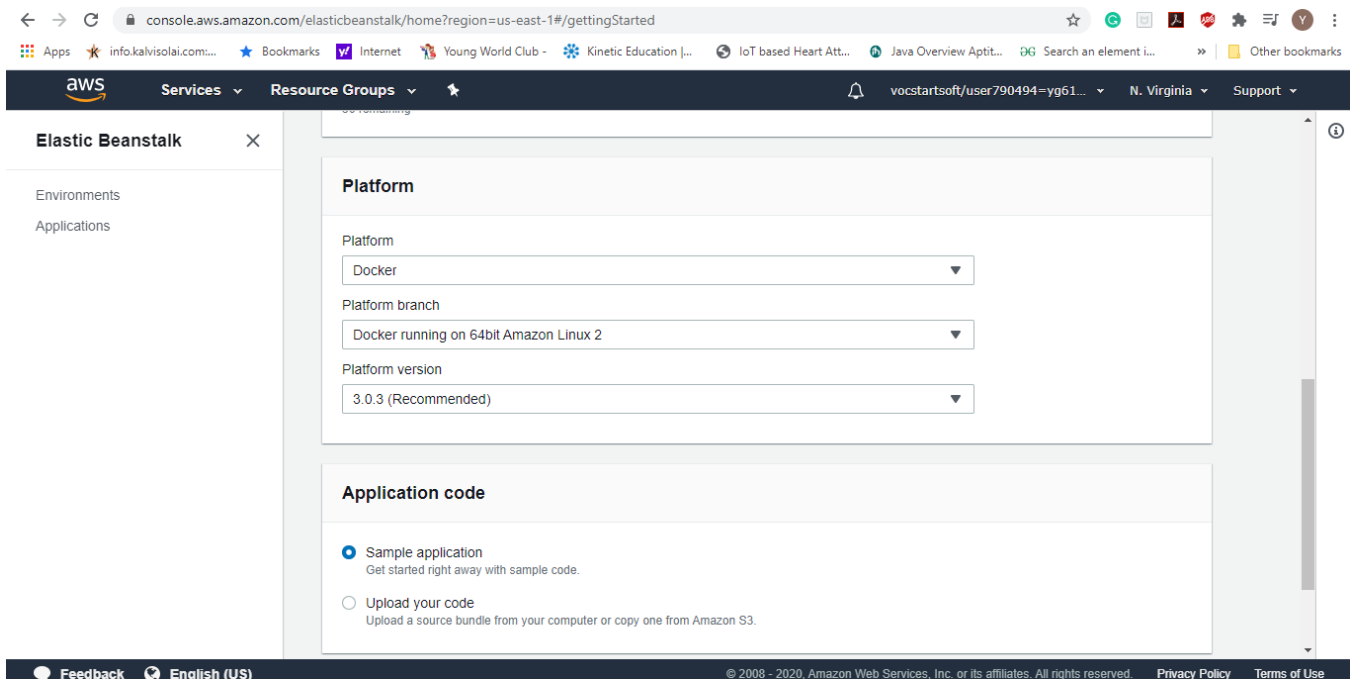 console.aws.amazon.com/elasticbeanstalk/home?region=us-east-1#/gettingStarted
Y
Apps info.kalvisolai.com:... Bookmarks Internet Young World Club - Kinetic Education |... IoT based Heart Att... Java Overview Aptit... GG Search an element i... » Other bookmarks
aws Services Resource Groups vocstartsoft/user790494=yg61... N. Virginia Support
Elastic Beanstalk
Environments
Applications
remaining
Platform
Platform
Docker
Platform branch
Docker running on 64bit Amazon Linux 2
Platform version
3.0.3 (Recommended)
Application code
Sample application
Get started right away with sample code.
Upload your code
Upload a source bundle from your computer or copy one from Amazon S3.
Feedback English (US) © 2008 - 2020, Amazon Web Services, Inc. or its affiliates. All rights reserved. Privacy Policy Terms of Use